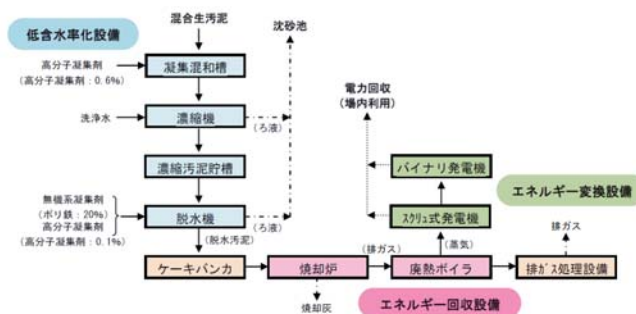 混合生汚泥
低含水率化設備
沈砂池
高分子凝集剤
(高分子凝集剤:0.6%)
凝集混和槽
電力回収
(場内利用)
洗浄水
濃縮機
(ろ液)
濃縮汚泥貯槽
バイナリ発電機
エネルギー変換設備
無機系凝集剤
(ポリ鉄:20%)
高分子凝集剤
(高分子凝集剤:0.1%)
脱水機
(ろ液)
スクリュ式発電機
排ガス
(脱水汚泥)
(排ガス)
(蒸気)
ケーキバンカ
焼却炉
廃熱ボイラ
排ガス処理設備
焼却灰
エネルギー回収設備